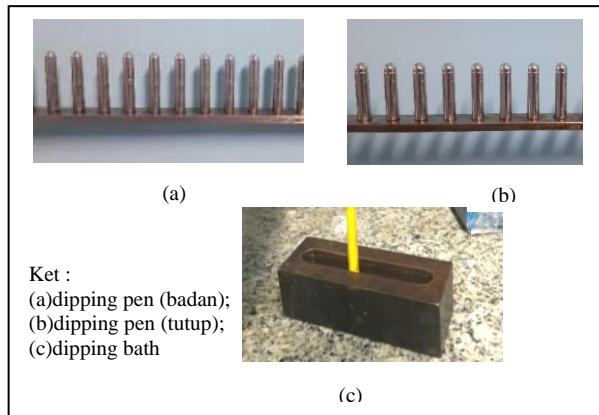 (a)
(b)
Ket :
(a)dipping pen (badan);
(b)dipping pen (tutup);
(c)dipping bath
(c)